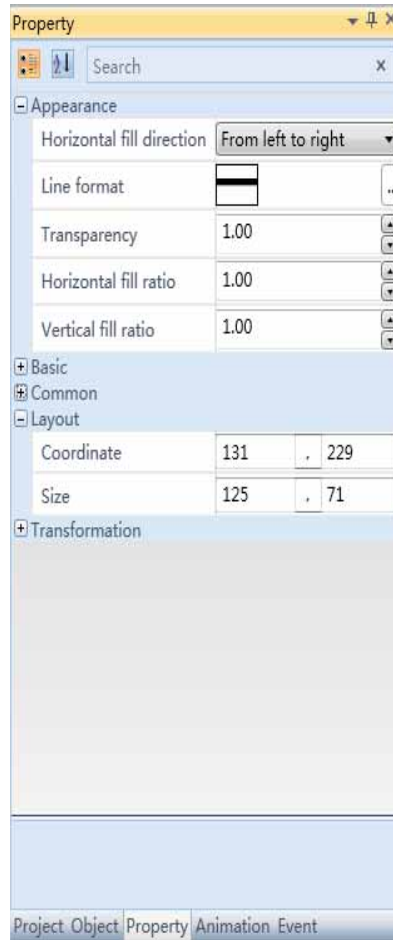 Property
Search
Appearance
Horizontal fill direction From left to right
Line format
Transparency 1.00
Horizontal fill ratio 1.00
Vertical fill ratio 1.00
Basic
Common
Layout
Coordinate 131 , 229
Size 125 , 71
Transformation
Project Object Property Animation Event